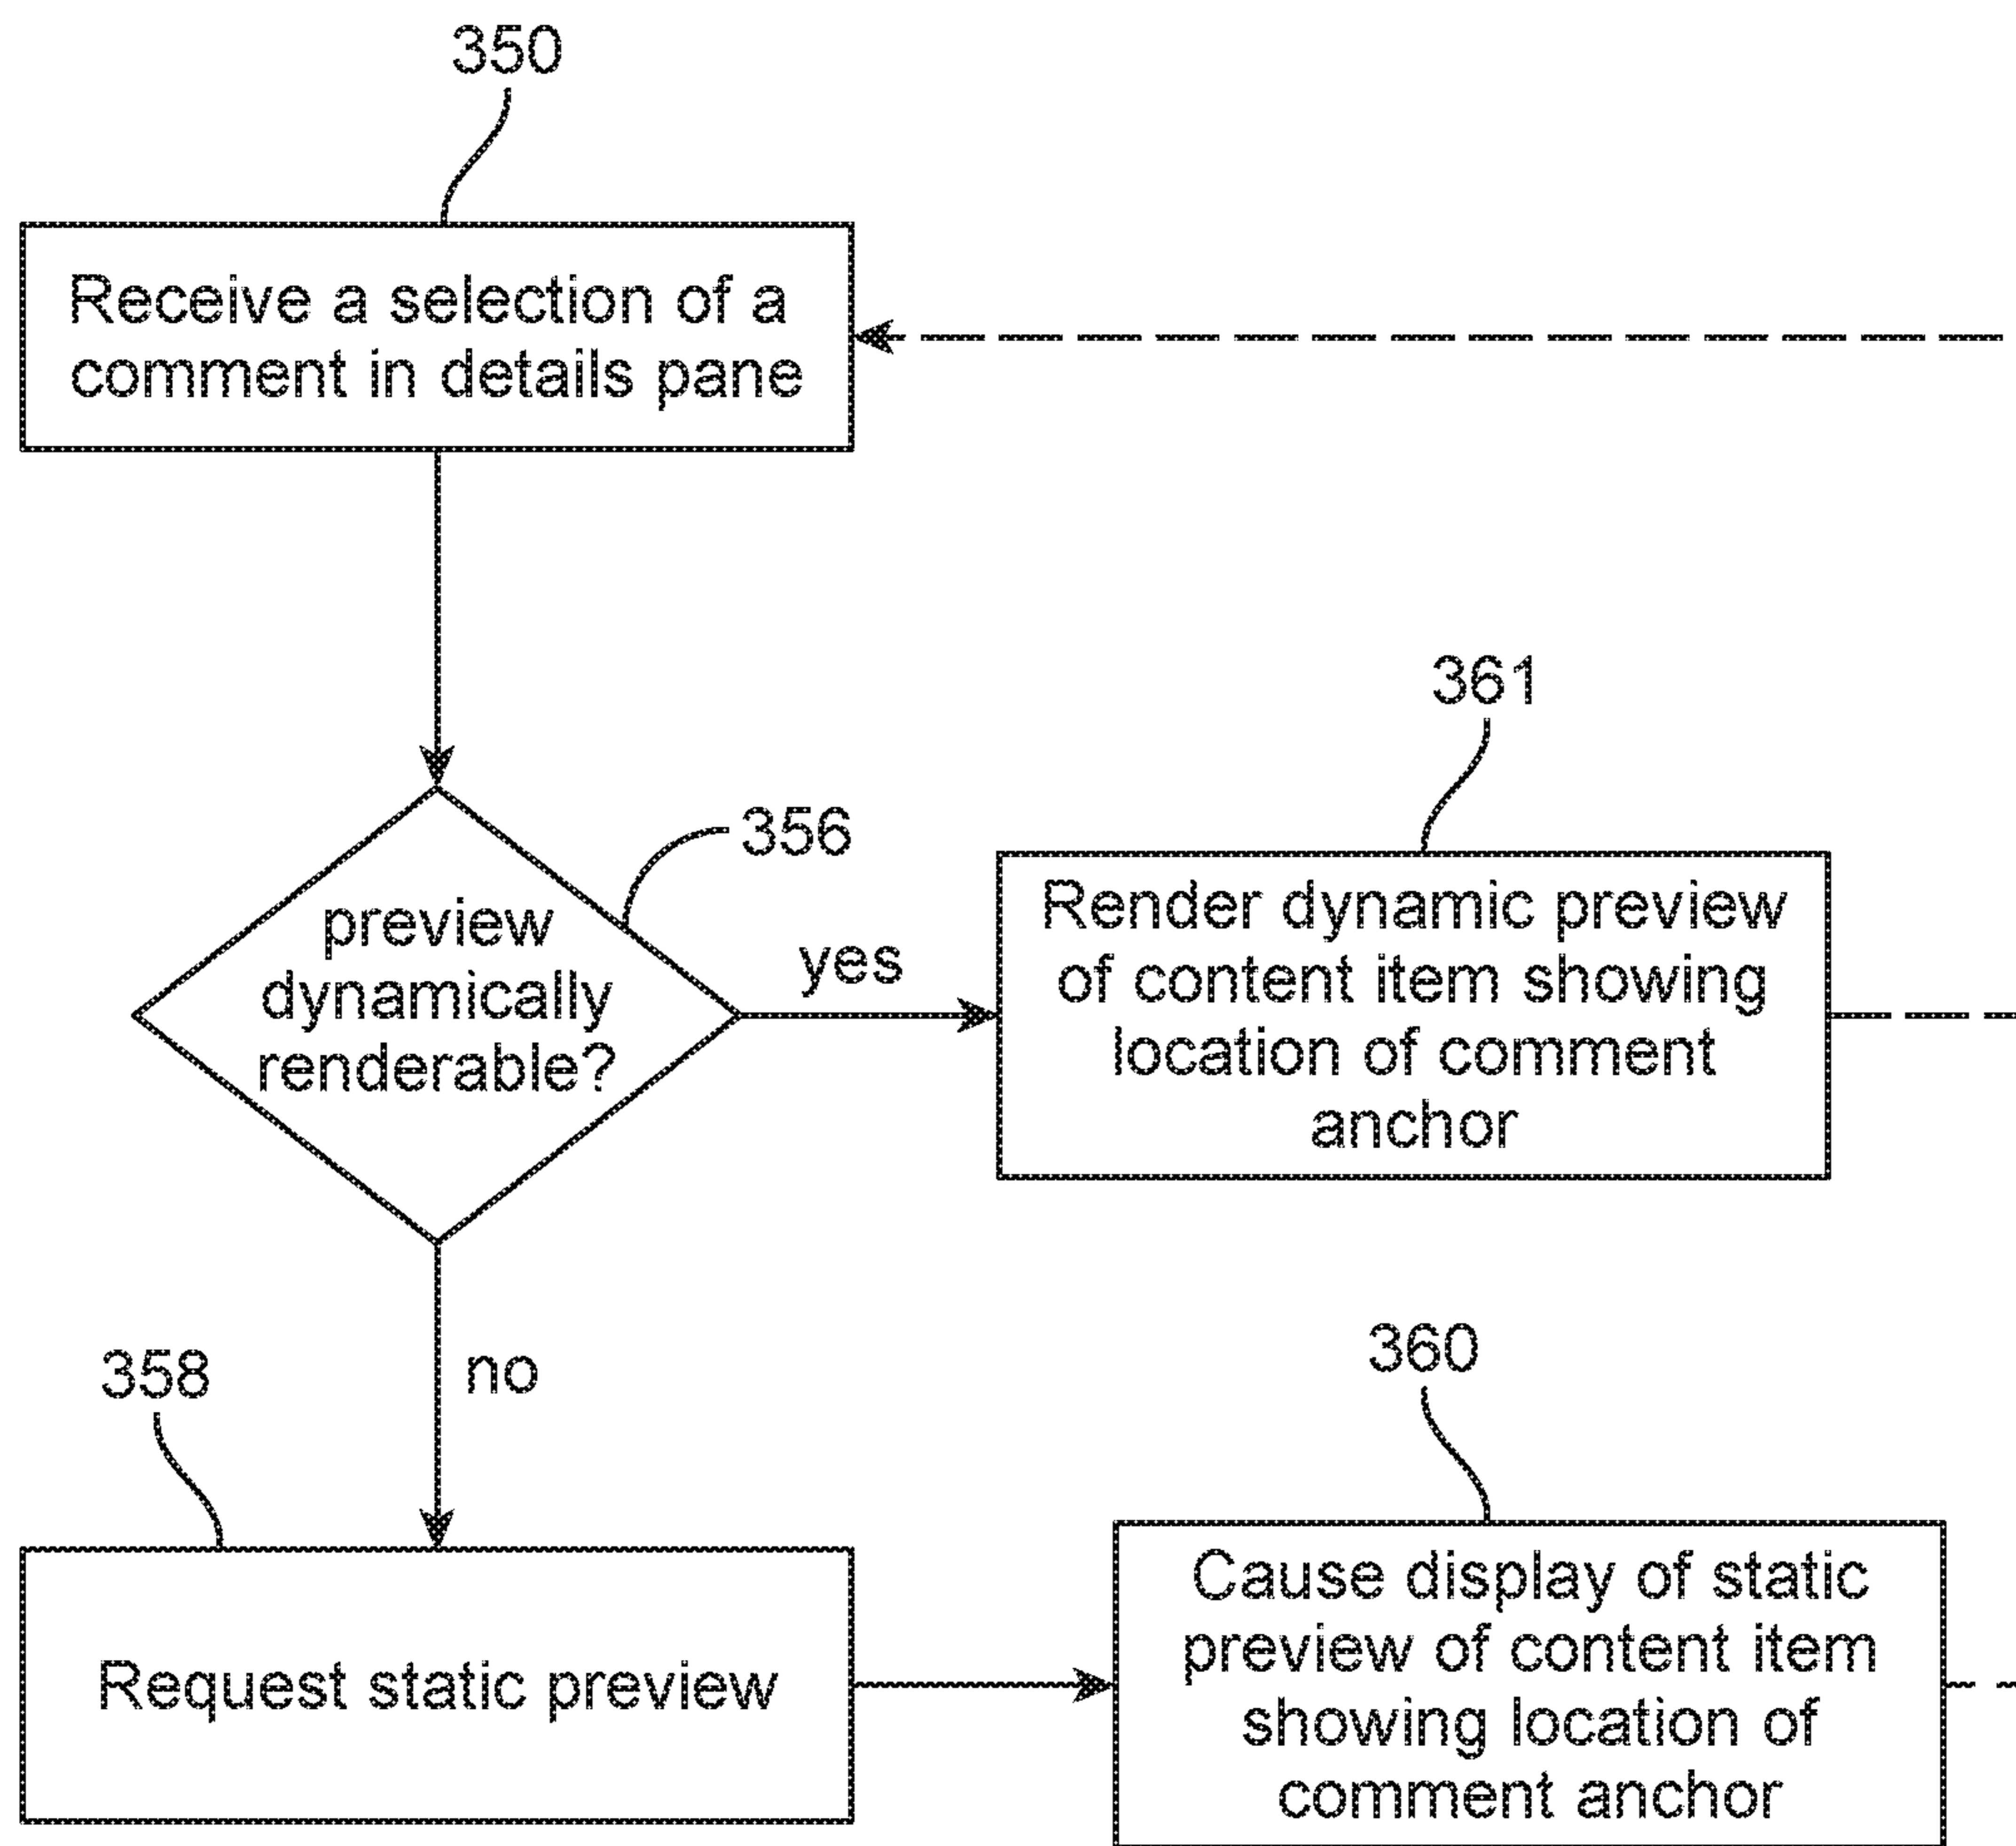 350
Receive a selection of a
comment in details pane
361
356
preview
dynamically
renderable?
yes
Render dynamic preview
of content item showing
location of comment
anchor
358
no
360
Request static preview
Cause display of static
preview of content item
showing location of
comment anchor